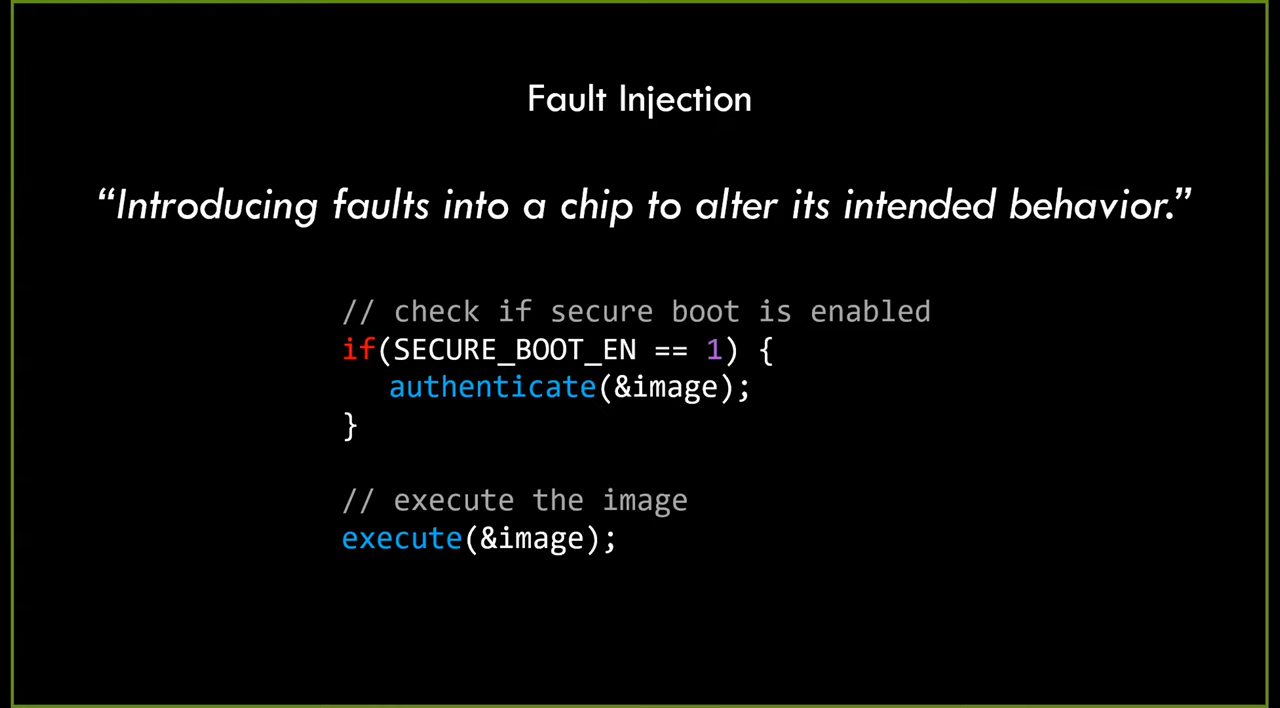 Fault Injection
“Introducing faults into a chip to alter its intended behavior.”
// check if secure boot is enabled
if(SECURE_BOOT_EN == 1) {
authenticate(&image);
}
// execute the image
execute(&image);